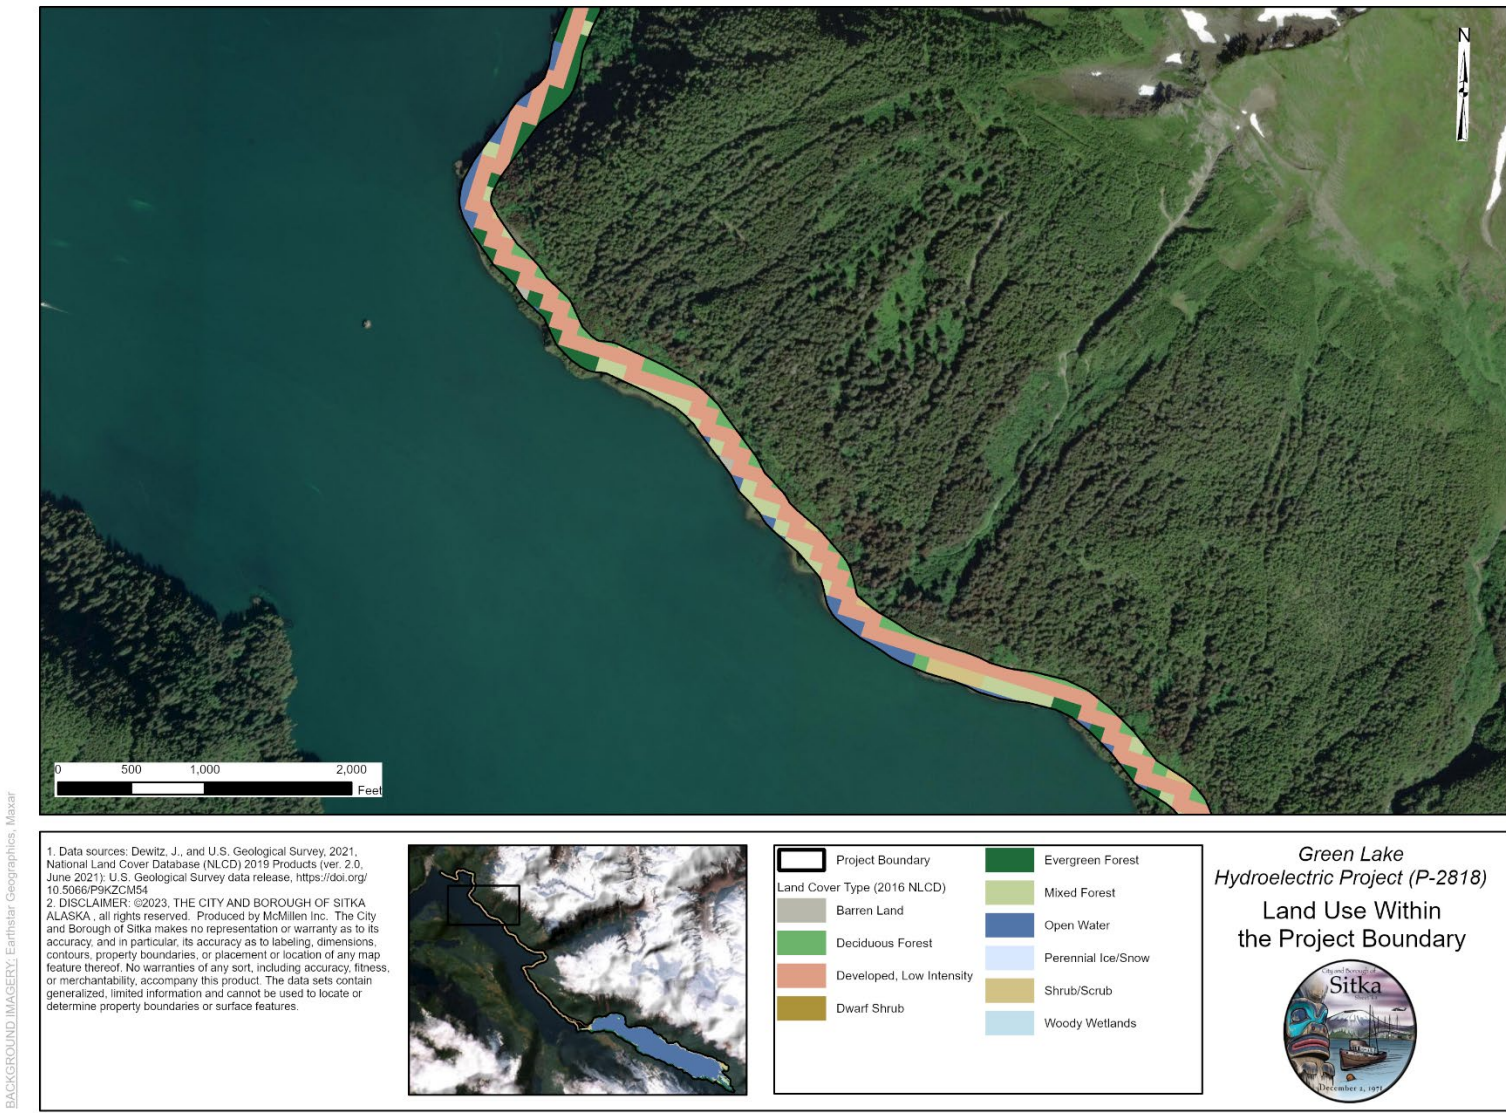 N
0 500 1,000 2,000
Feet
BACKGROUND IMAGERY: Earthstar Geographics, Maxar
1. Data sources: Dewitz, J., and U.S. Geological Survey, 2021,
National Land Cover Database (NLCD) 2019 Products (ver. 2.0,
June 2021): U.S. Geological Survey data release, https://doi.org/
10.5066/P9KZCM54
2. DISCLAIMER: ©2023, THE CITY AND BOROUGH OF SITKA
ALASKA , all rights reserved. Produced by McMillen Inc. The City
and Borough of Sitka makes no representation or warranty as to its
accuracy, and in particular, its accuracy as to labeling, dimensions,
contours, property boundaries, or placement or location of any map
feature thereof. No warranties of any sort, including accuracy, fitness,
or merchantability, accompany this product. The data sets contain
generalized, limited information and cannot be used to locate or
determine property boundaries or surface features.
Project Boundary
Land Cover Type (2016 NLCD)
Barren Land
Deciduous Forest
Developed, Low Intensity
Dwarf Shrub
Evergreen Forest
Mixed Forest
Open Water
Perennial Ice/Snow
Shrub/Scrub
Woody Wetlands
Green Lake
Hydroelectric Project (P-2818)
Land Use Within
the Project Boundary
City and Borough of
Sitka
December 2, 1971